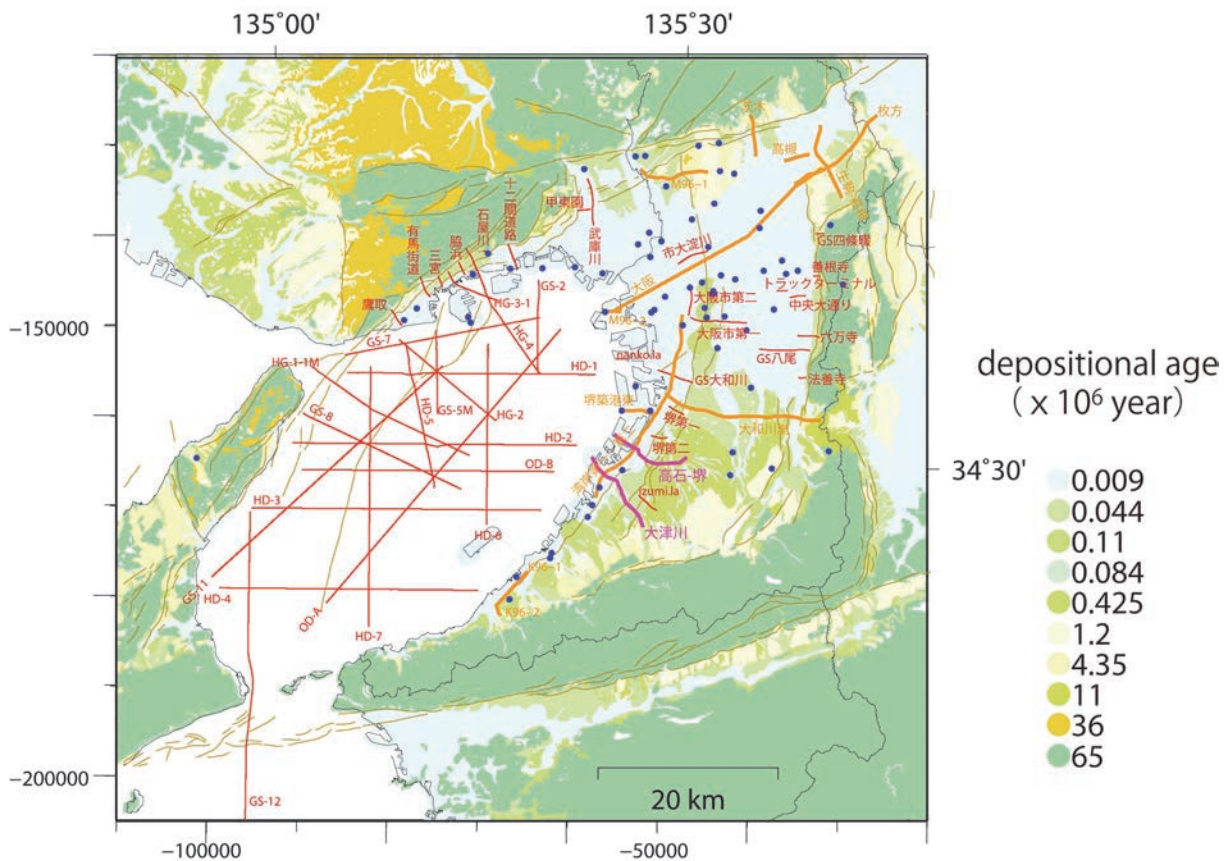 135°00'
135°30'
茨木
枚方
高槻
M96-1
甲東園
十二間道路
石屋川
脇浜
三宮
有馬街道
武庫川
市大淀川
GS四條畷
善根寺
トラックターミナル
中央大通り
鷹取
GS-2
HG-3-1
大阪
大阪市第二
-150000
M96-2
大阪市第一
六万寺
GS-7
HG-4
nanko.la
GS八尾
HG-1-1M
HD-1
GS大和川
法善寺
depositional age
( x 10⁶ year)
GS-8
HD-5
GS-5M
HG-2
堺築港東
堺第一
大和川
HD-2
堺第二
OD-B
高石-堺
34°30'
Izumi.la
HD-3
大津川
HD-6
GS-11
HD-4
K96-1
OD-A
HD-7
K96-2
0.009
0.044
0.11
0.084
0.425
1.2
4.35
11
36
65
-200000
GS-12
20 km
-100000
-50000